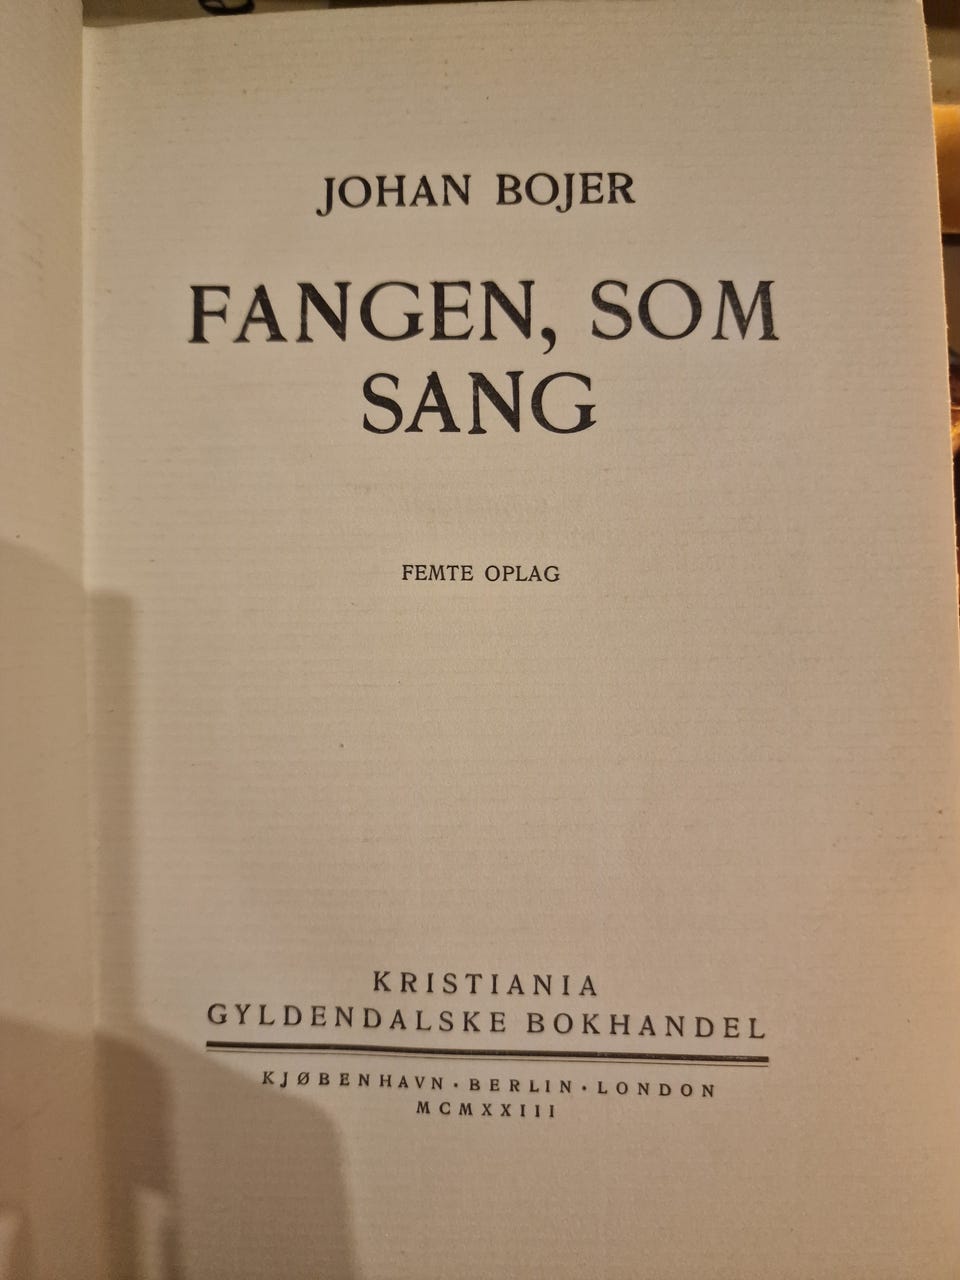 JOHAN BOJER
FANGEN, SOM
SANG
FEMTE OPLAG
KRISTIANIA
GYLDENDALSKE BOKHANDEL
KJØBENHAVN · BERLIN · LONDON
MCMXXIII